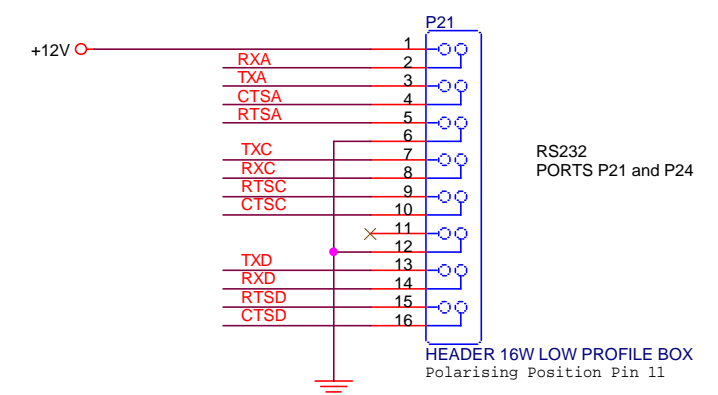 P21
+12V
1
RXA
2
TXA
3
CTSA
4
RTSA
5
6
TXC
7
RXC
8
RTSC
9
CTSC
10
11
12
TXD
13
RXD
14
RTSD
15
CTSD
16
RS232
PORTS P21 and P24
HEADER 16W LOW PROFILE BOX
Polarising Position Pin 11